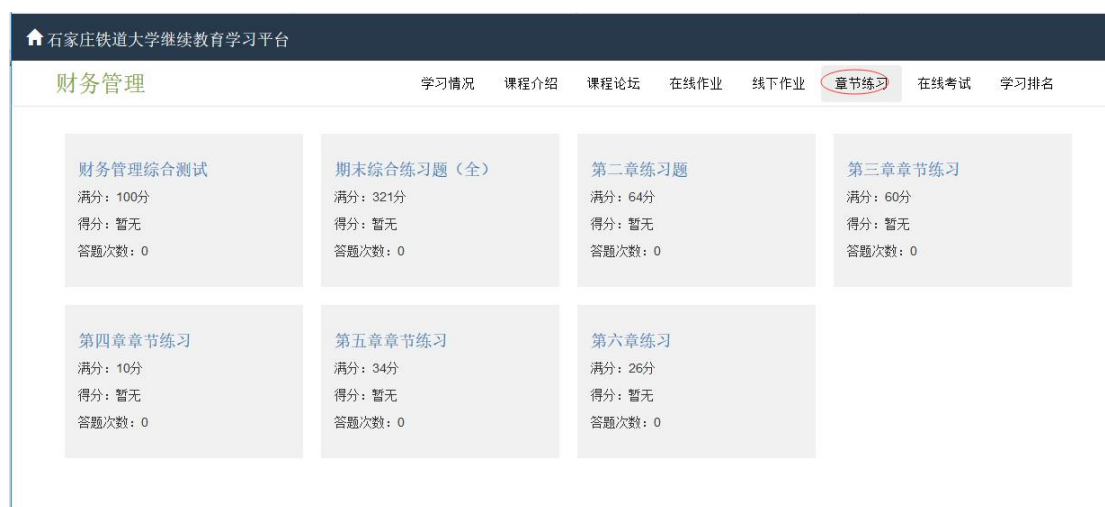 石家庄铁道大学继续教育学习平台
财务管理 学习情况 课程介绍 课程论坛 在线作业 线下作业 章节练习 在线考试 学习排名
财务管理综合测试
满分：100分
得分：暂无
答题次数：0
期末综合练习题（全）
满分：321分
得分：暂无
答题次数：0
第二章练习题
满分：64分
得分：暂无
答题次数：0
第三章章节练习
满分：60分
得分：暂无
答题次数：0
第四章章节练习
满分：10分
得分：暂无
答题次数：0
第五章章节练习
满分：34分
得分：暂无
答题次数：0
第六章练习
满分：26分
得分：暂无
答题次数：0